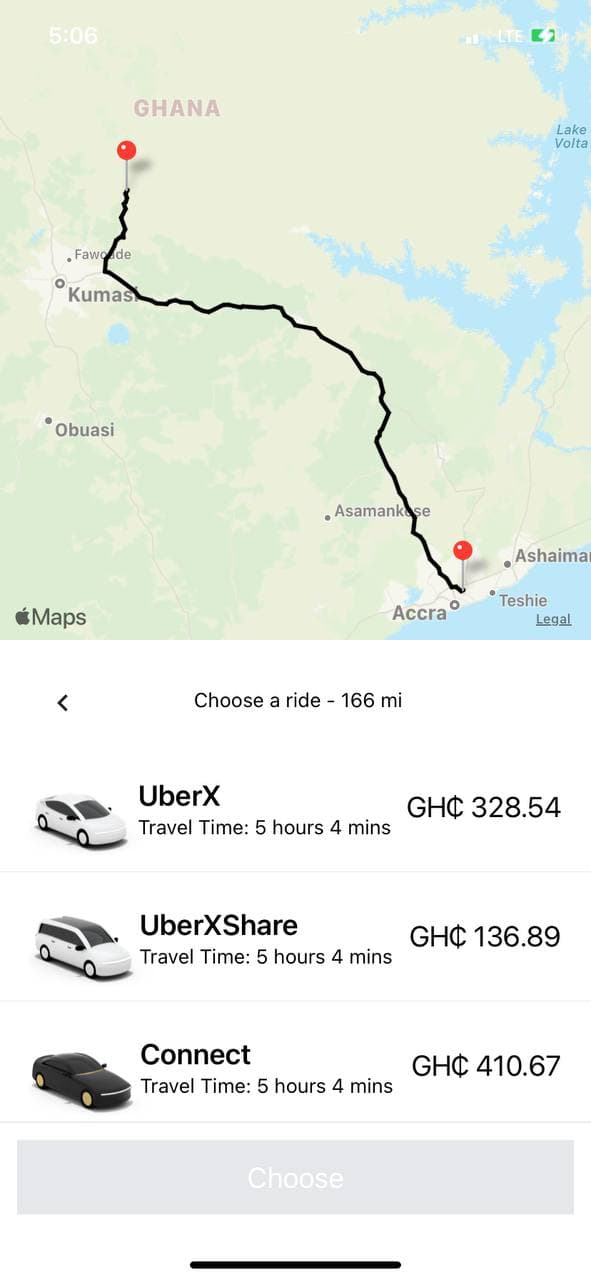 5:06
LTE
GHANA
Lake
Volta
Fawoade
Kumasi
Obuasi
Asamankese
Ashaiman
Teshie
Accra
Maps
Legal
Choose a ride - 166 mi
UberX
Travel Time: 5 hours 4 mins
GH₵ 328.54
UberXShare
Travel Time: 5 hours 4 mins
GH₵ 136.89
Connect
Travel Time: 5 hours 4 mins
GH₵ 410.67
Choose